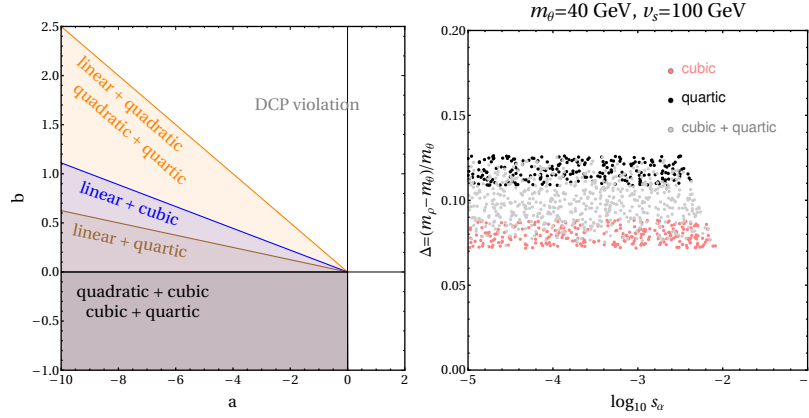 2.5
2.0
1.5
1.0
0.5
0.0
−0.5
−1.0
b
linear + quadratic
quadratic + quartic
linear + cubic
linear + quartic
DCP violation
quadratic + cubic
cubic + quartic
−10
−8
−6
−4
−2
0
2
a
m_θ=40 GeV, v_s=100 GeV
0.20
0.15
0.10
0.05
0.00
Δ=(m_ρ−m_θ)/m_θ
cubic
quartic
cubic + quartic
-5
-4
-3
-2
-1
log₁₀ s_α